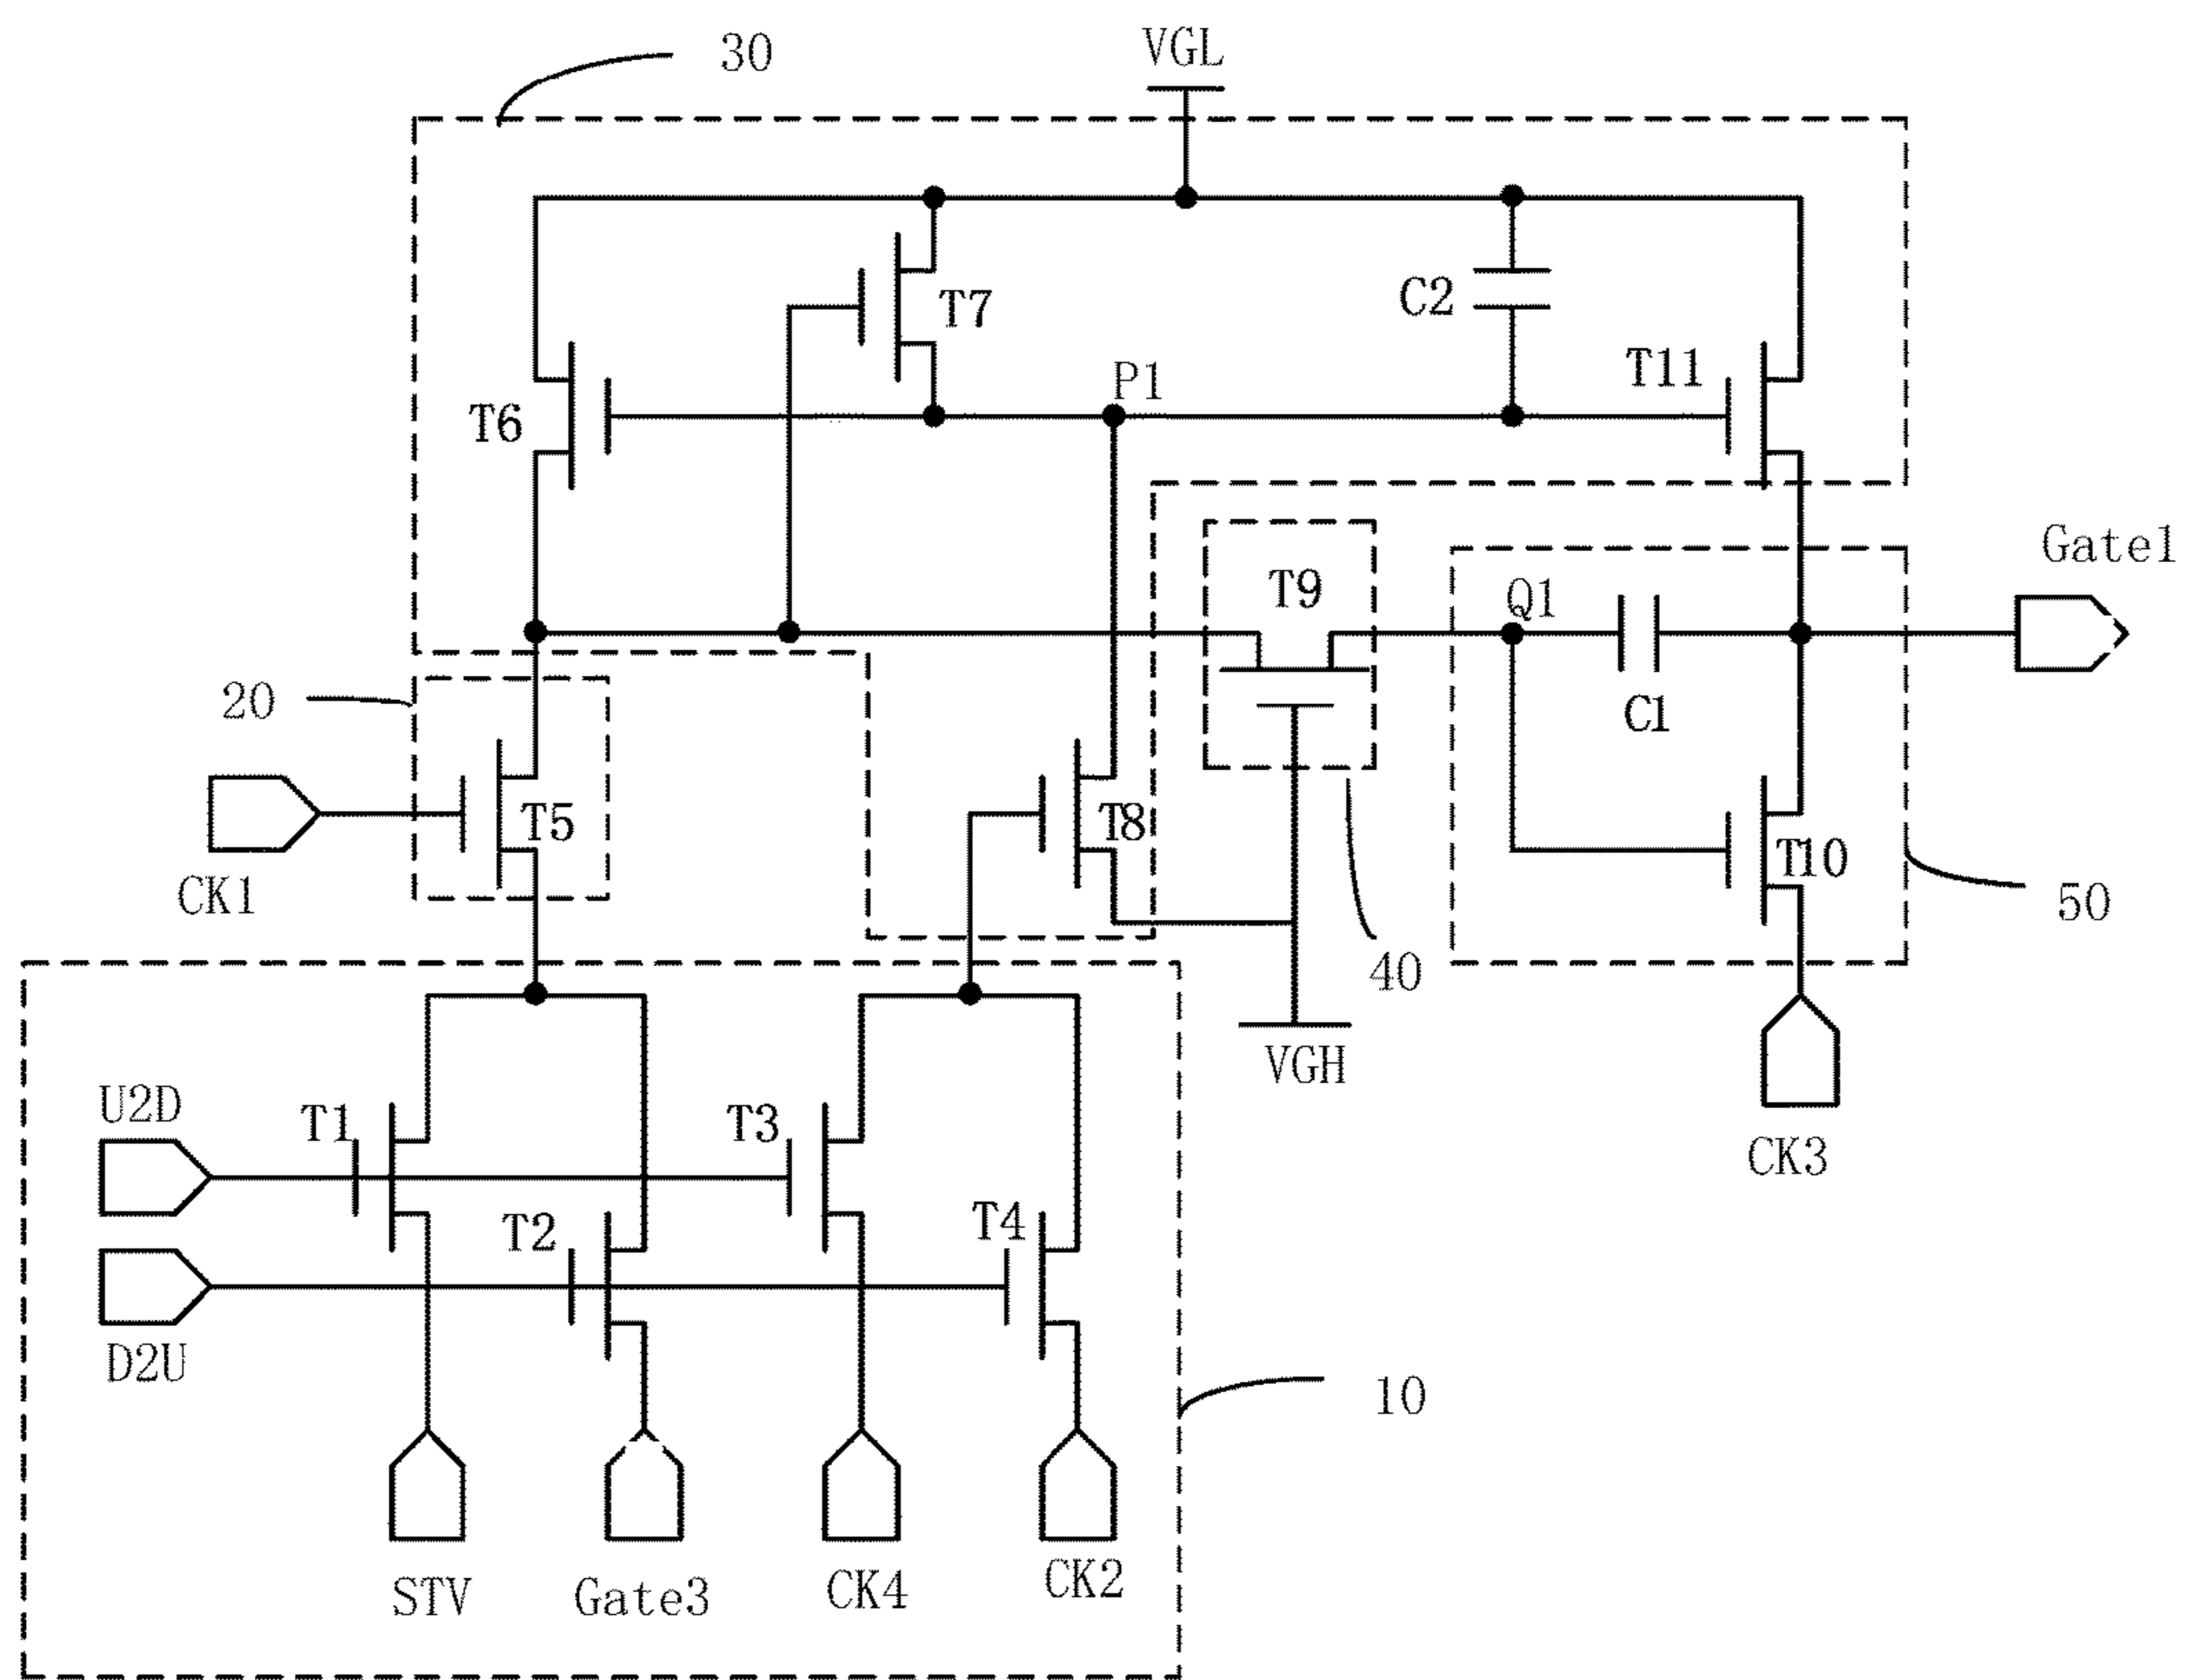 30
VGL
T7
C2
T11
P1
T6
Gate1
T9
Q1
20
C1
T5
T8
T10
CK1
50
40
VGH
U2D
T1
T3
CK3
T2
T4
D2U
10
STV
Gate3
CK4
CK2